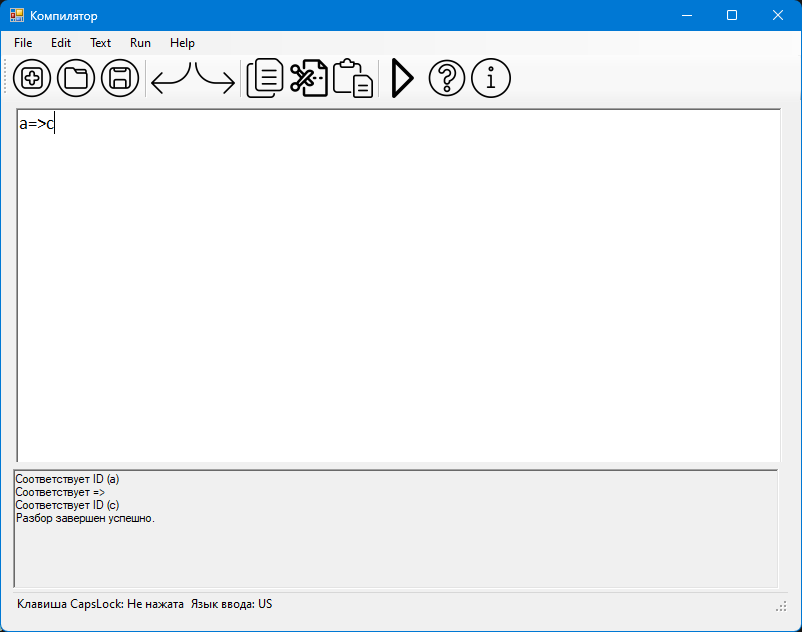 Компилятор
File Edit Text Run Help
a=>c
Соответствует ID (a)
Соответствует =>
Соответствует ID (c)
Разбор завершен успешно.
Клавиша CapsLock: Не нажата Язык ввода: US